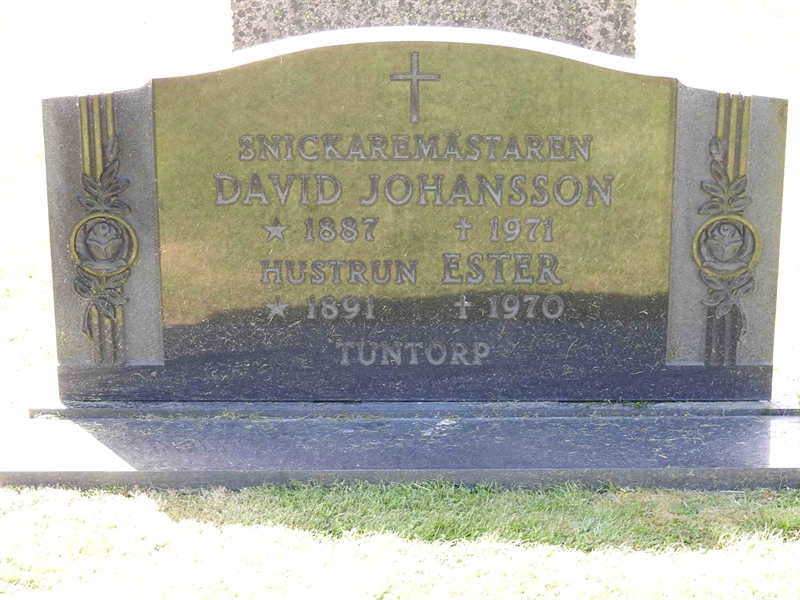 SNICKAREMÄSTAREN
DAVID JOHANSSON
★ 1887 ✝ 1971
HUSTRUN ESTER
★ 1891 ✝ 1970
TUNTORP